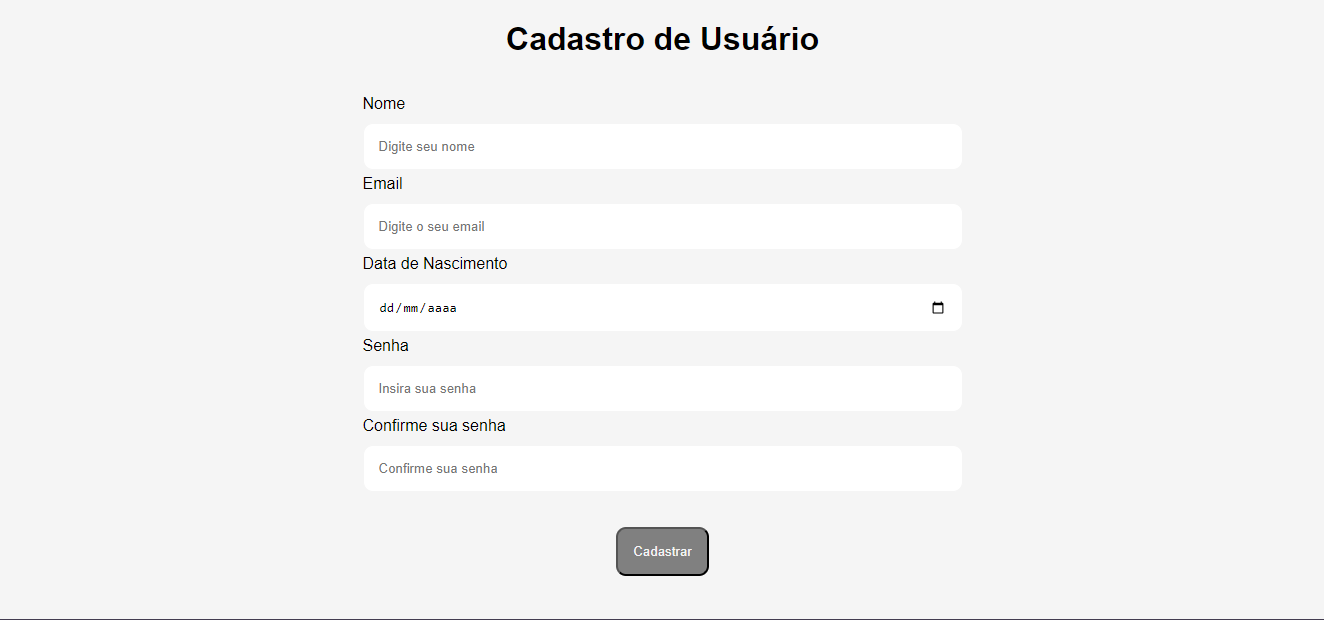 Cadastro de Usuário
Nome
Digite seu nome
Email
Digite o seu email
Data de Nascimento
dd/mm/aaaa
Senha
Insira sua senha
Confirme sua senha
Confirme sua senha
Cadastrar